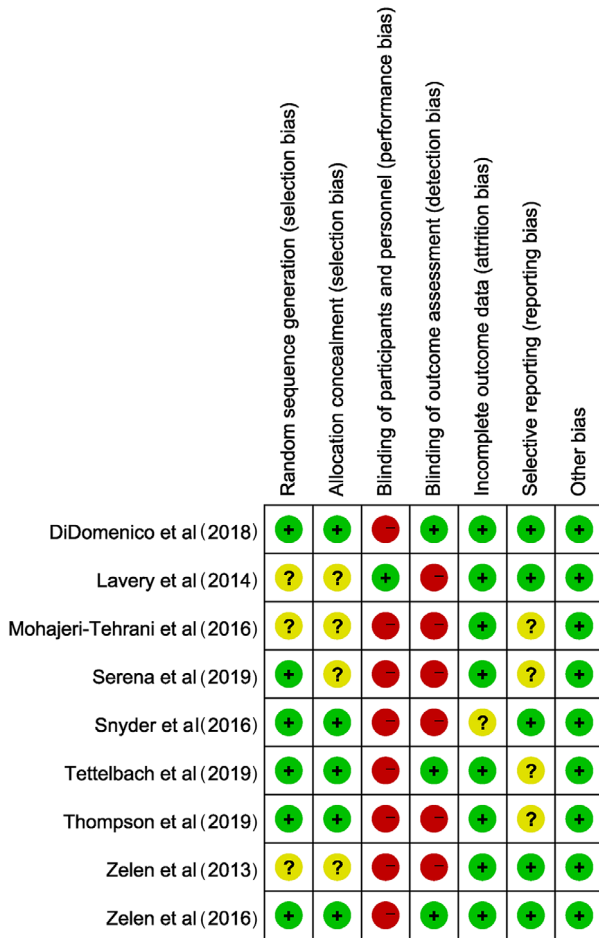 Random sequence generation (selection bias)
Allocation concealment (selection bias)
Blinding of participants and personnel (performance bias)
Blinding of outcome assessment (detection bias)
Incomplete outcome data (attrition bias)
Selective reporting (reporting bias)
Other bias
DiDomenico et al (2018) + + − + + + +
Lavery et al (2014) ? ? + − + + +
Mohajeri-Tehrani et al (2016) ? ? − − + ? +
Serena et al (2019) + ? − − + ? +
Snyder et al (2016) + + − − ? + +
Tettelbach et al (2019) + + − + + ? +
Thompson et al (2019) + + − − + ? +
Zelen et al (2013) ? ? − − + + +
Zelen et al (2016) + + − + + + +